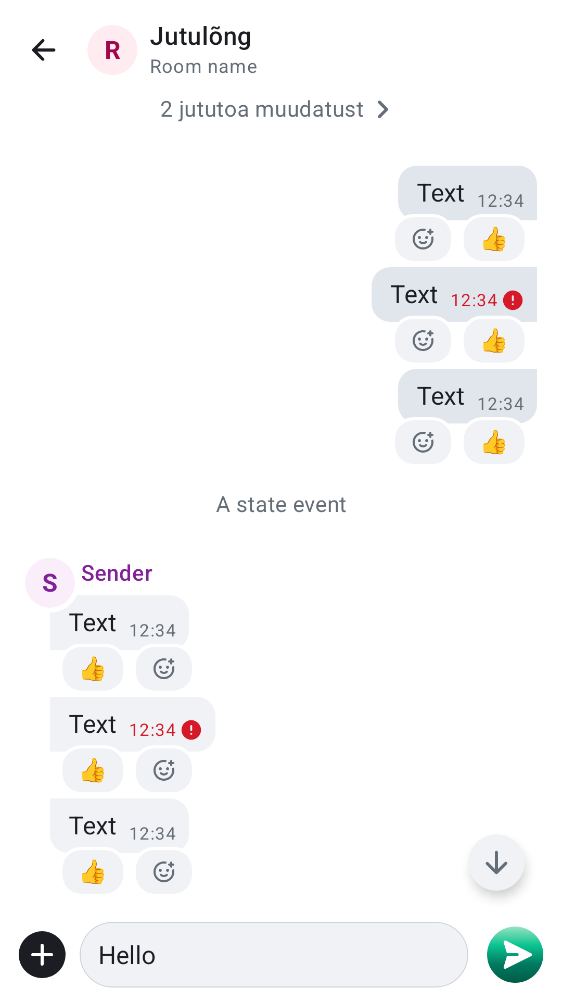 R
Jutulõng
Room name
2 jututoa muudatust
Text 12:34
Text 12:34
Text 12:34
A state event
S
Sender
Text 12:34
Text 12:34
Text 12:34
Hello